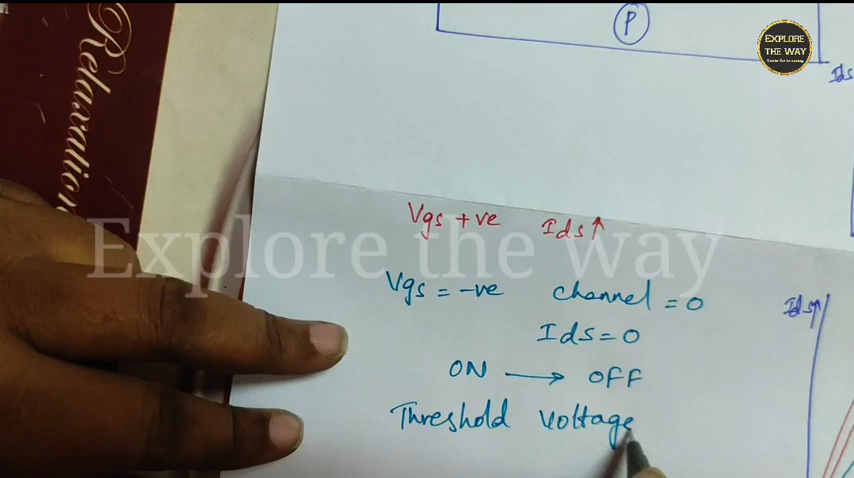 P
EXPLORE
THE WAY
Ids
Relaxation
Vgs +ve Ids↑
Explore the way
Vgs = -ve channel = 0
Ids↑
Ids = 0
ON → OFF
Threshold Voltage